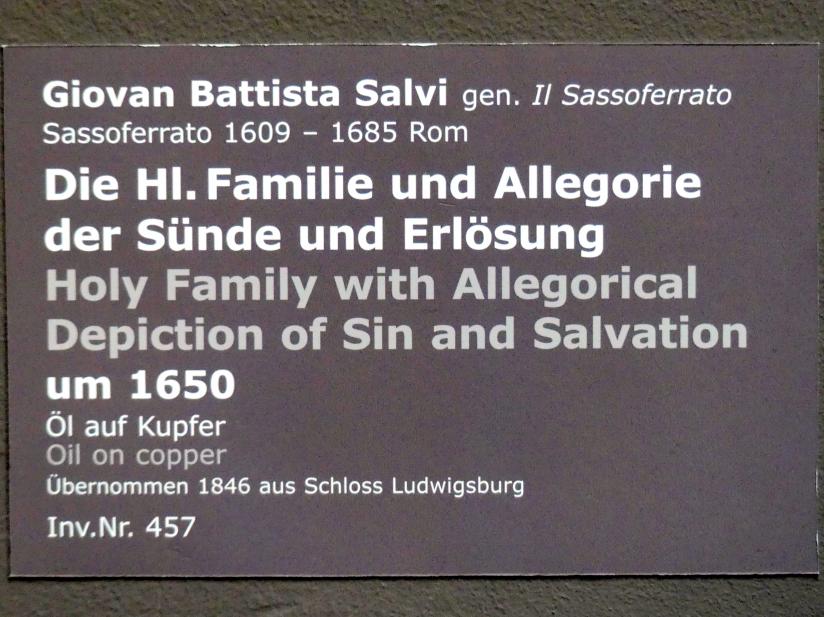 Giovan Battista Salvi gen. Il Sassoferrato
Sassoferrato 1609 – 1685 Rom
Die Hl. Familie und Allegorie
der Sünde und Erlösung
Holy Family with Allegorical
Depiction of Sin and Salvation
um 1650
Öl auf Kupfer
Oil on copper
Übernommen 1846 aus Schloss Ludwigsburg
Inv.Nr. 457